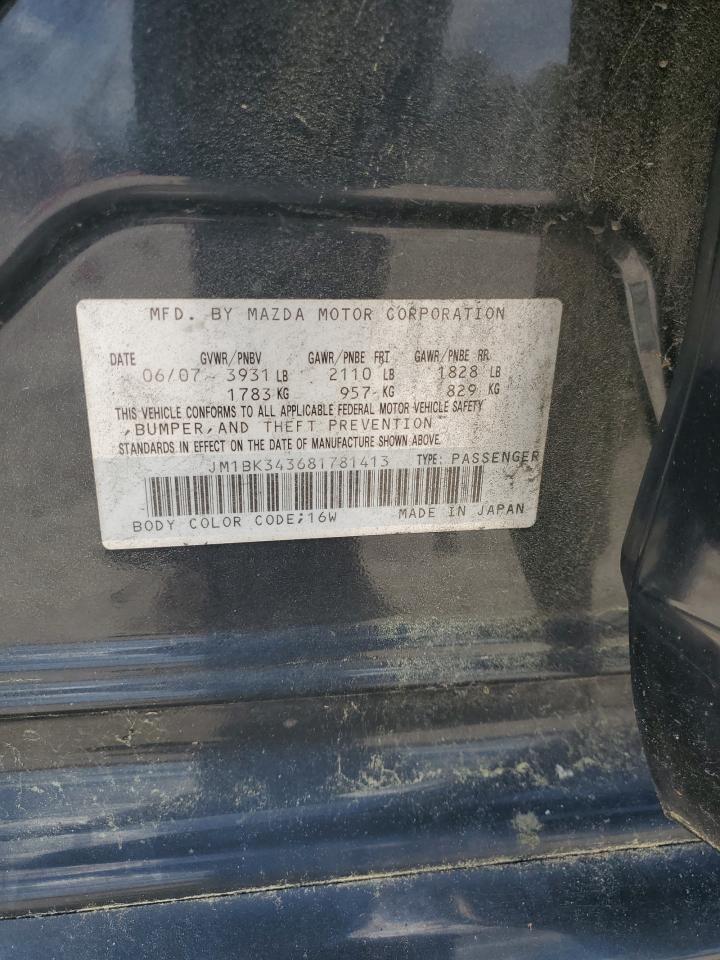 MFD. BY MAZDA MOTOR CORPORATION
DATE GVWR/PNBV GAWR/PNBE FRT GAWR/PNBE RR
06/07 3931 LB 2110 LB 1828 LB
1783 KG 957 KG 829 KG
THIS VEHICLE CONFORMS TO ALL APPLICABLE FEDERAL MOTOR VEHICLE SAFETY
,BUMPER,AND THEFT PREVENTION
STANDARDS IN EFFECT ON THE DATE OF MANUFACTURE SHOWN ABOVE.
JM1BK343681781413 TYPE: PASSENGER
BODY COLOR CODE;16W MADE IN JAPAN